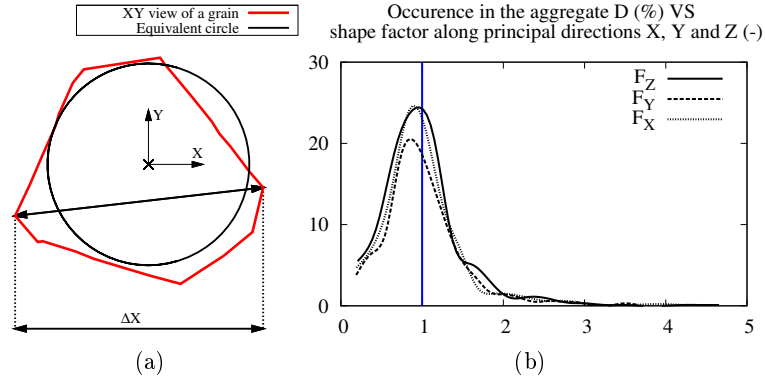 XY view of a grain
Equivalent circle
Y
X
ΔX
(a)
Occurence in the aggregate D (%) VS
shape factor along principal directions X, Y and Z (-)
30
20
10
0
F_Z
F_Y
F_X
0 1 2 3 4 5
(b)